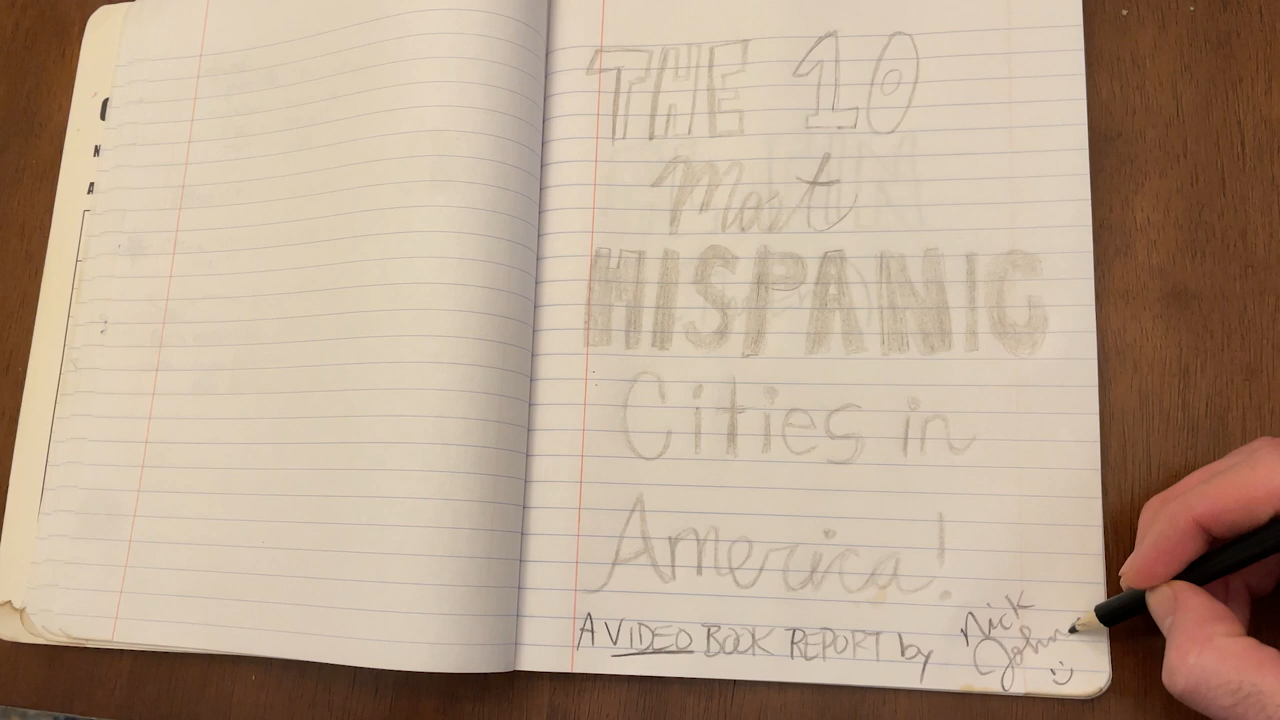 THE 10
Most
HISPANIC
Cities in
America!
A VIDEO BOOK REPORT by Nick
John